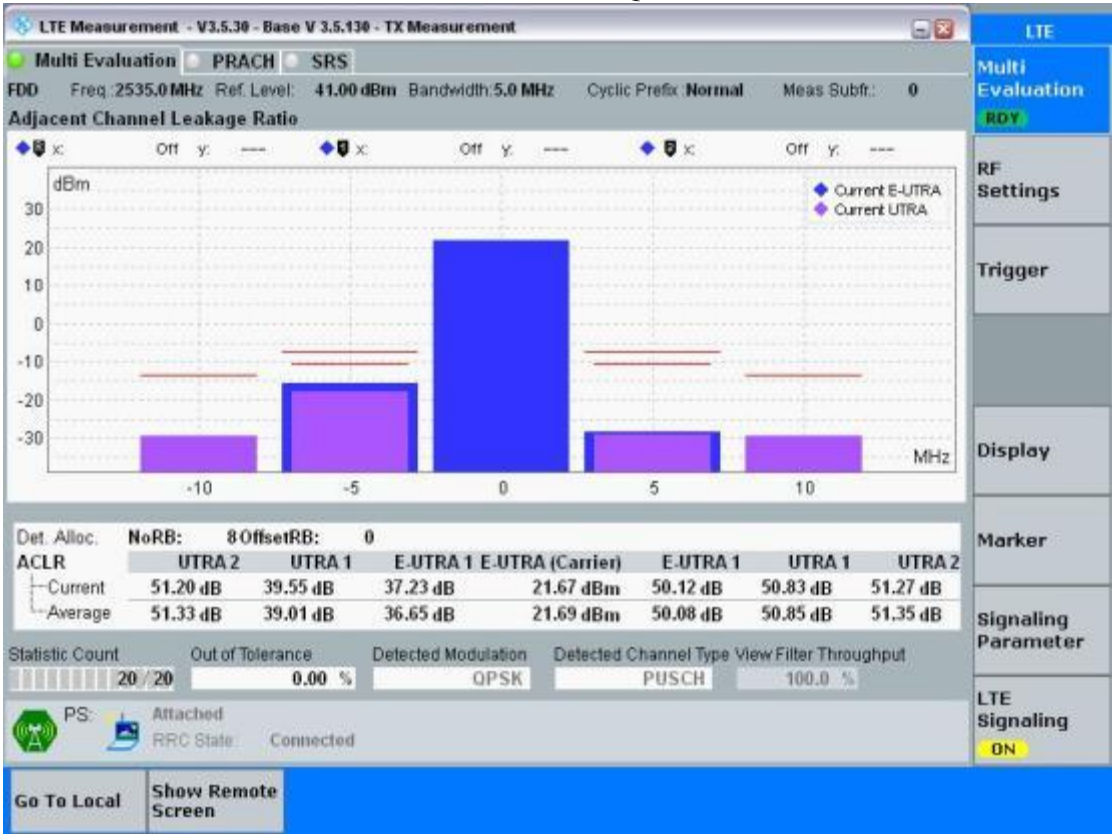 LTE Measurement - V3.5.30 - Base V 3.5.130 - TX Measurement
LTE
Multi Evaluation PRACH SRS
Multi
Evaluation
RDY
FDD Freq.:2535.0 MHz Ref. Level: 41.00 dBm Bandwidth:5.0 MHz Cyclic Prefix :Normal Meas Subfr.: 0
Adjacent Channel Leakage Ratio
x: Off y: --- x: Off y: --- x: Off y: ---
dBm
Current E-UTRA
Current UTRA
RF
Settings
30
20
10
0
-10
-20
-30
MHz
-10 -5 0 5 10
Trigger
Display
Det. Alloc. NoRB: 8 OffsetRB: 0
ACLR UTRA 2 UTRA 1 E-UTRA 1 E-UTRA (Carrier) E-UTRA 1 UTRA 1 UTRA 2
Current 51.20 dB 39.55 dB 37.23 dB 21.67 dBm 50.12 dB 50.83 dB 51.27 dB
Average 51.33 dB 39.01 dB 36.65 dB 21.69 dBm 50.08 dB 50.85 dB 51.35 dB
Marker
Signaling
Parameter
Statistic Count Out of Tolerance Detected Modulation Detected Channel Type View Filter Throughput
20 / 20 0.00 % QPSK PUSCH 100.0 %
PS: Attached
RRC State: Connected
LTE
Signaling
ON
Go To Local
Show Remote
Screen